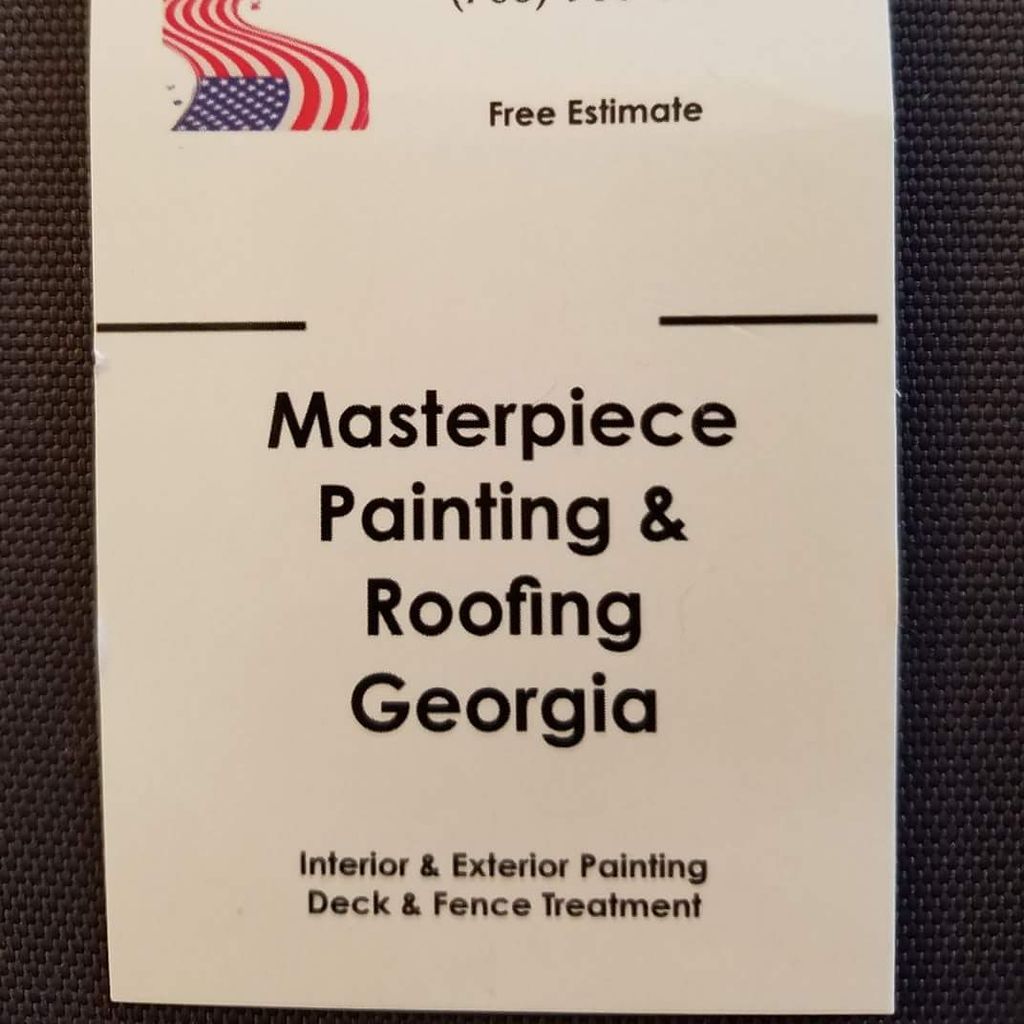 Free Estimate
Masterpiece
Painting &
Roofing
Georgia
Interior & Exterior Painting
Deck & Fence Treatment